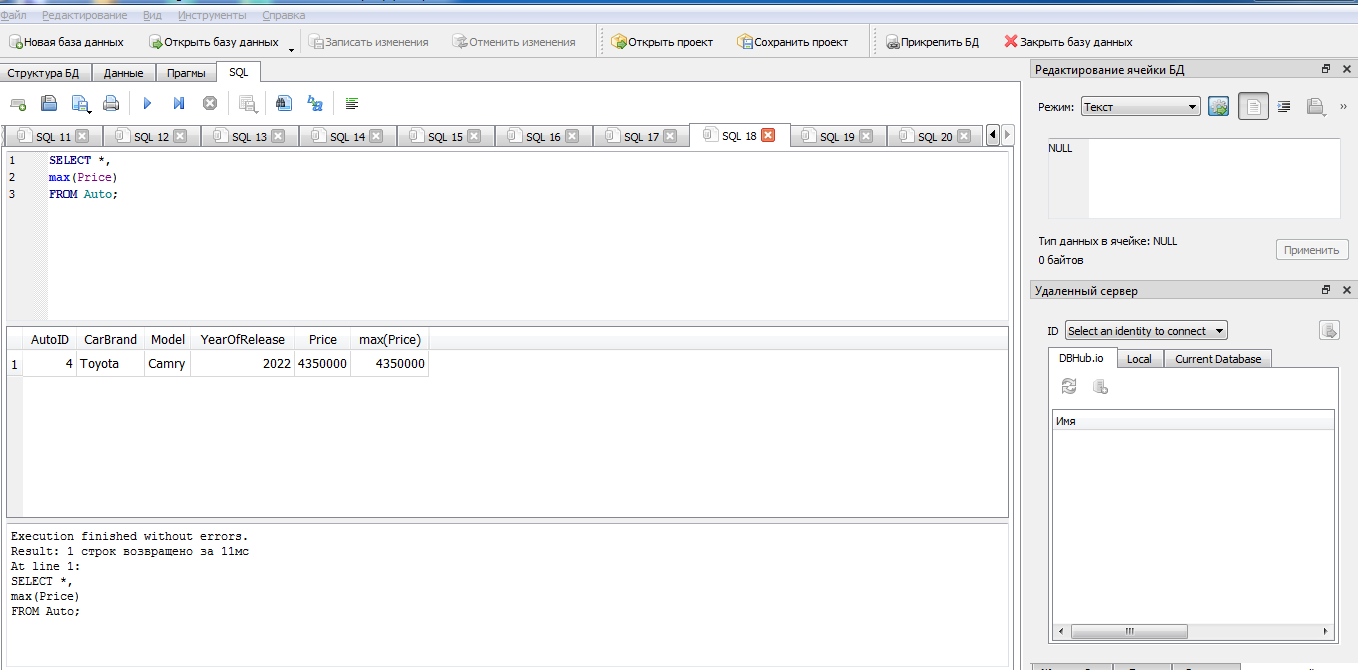 Файл Редактирование Вид Инструменты Справка
Новая база данных Открыть базу данных Записать изменения Отменить изменения Открыть проект Сохранить проект Прикрепить БД Закрыть базу данных
Структура БД Данные Прагмы SQL
SQL 11 SQL 12 SQL 13 SQL 14 SQL 15 SQL 16 SQL 17 SQL 18 SQL 19 SQL 20
1 SELECT *,
2 max(Price)
3 FROM Auto;
AutoID CarBrand Model YearOfRelease Price max(Price)
1 4 Toyota Camry 2022 4350000 4350000
Execution finished without errors.
Result: 1 строк возвращено за 11мс
At line 1:
SELECT *,
max(Price)
FROM Auto;
Редактирование ячейки БД
Режим: Текст
NULL
Тип данных в ячейке: NULL
0 байтов
Применить
Удаленный сервер
ID Select an identity to connect
DBHub.io Local Current Database
Имя